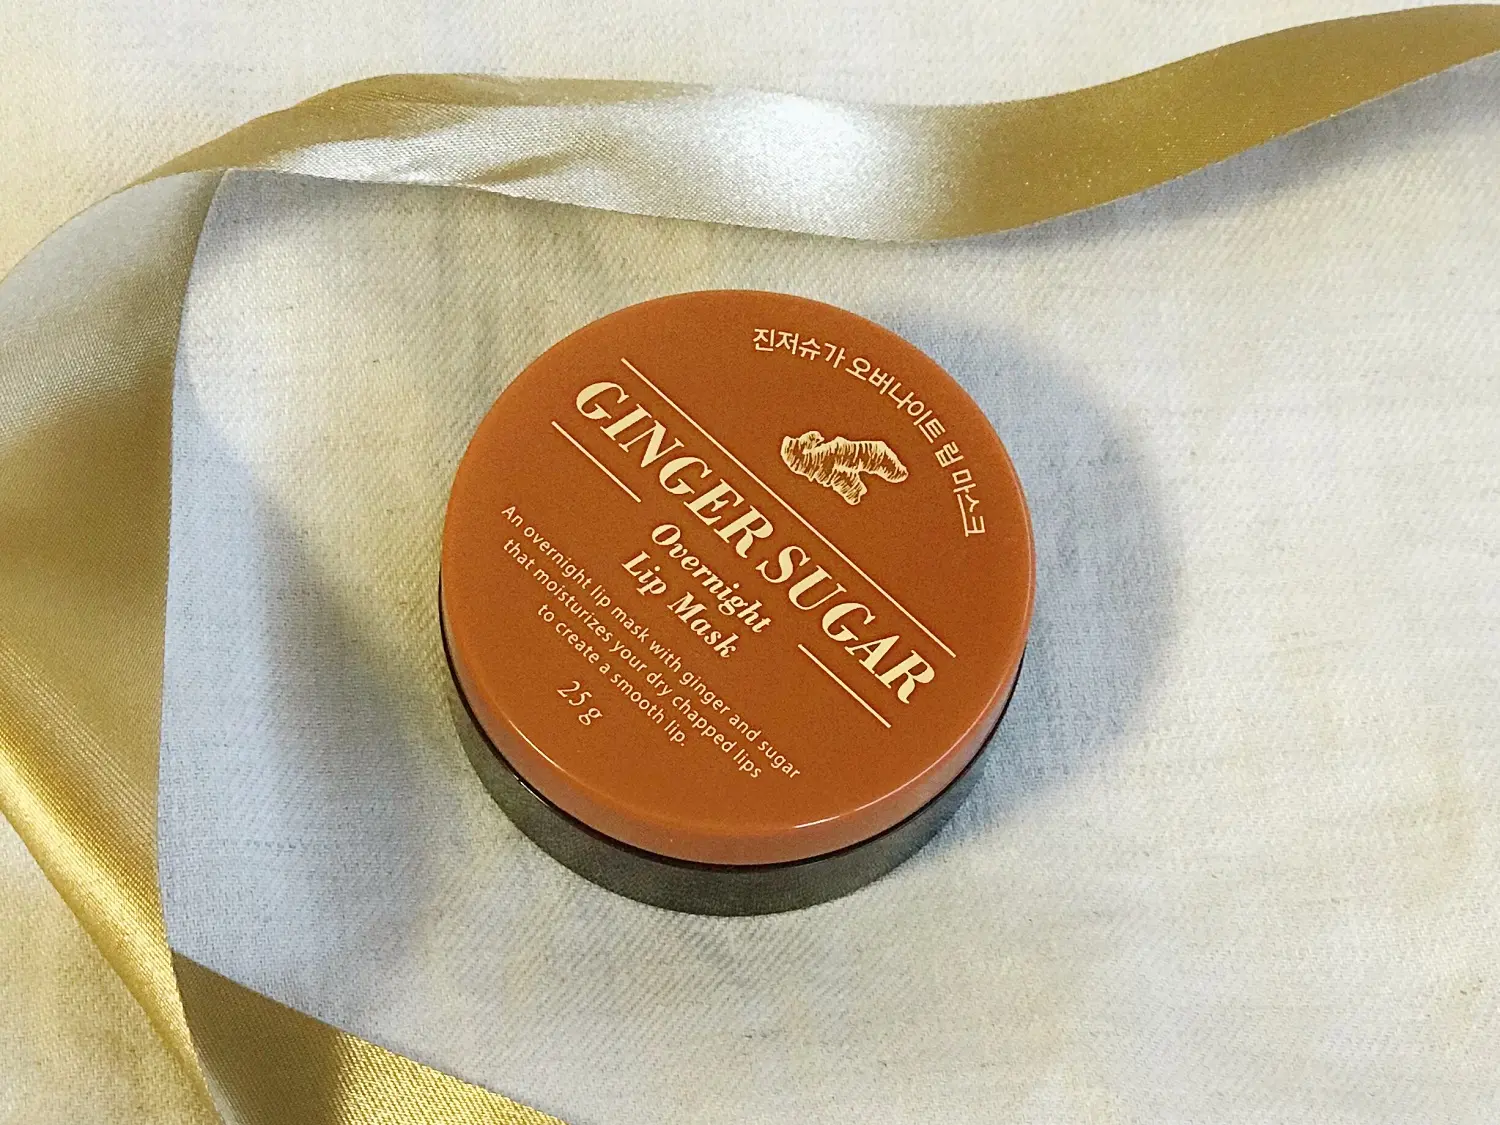 진저슈가 오버나이트 립 마스크
GINGER SUGAR
Overnight
Lip Mask
An overnight lip mask with ginger and sugar
that moisturizes your dry chapped lips
to create a smooth lip.
25 g